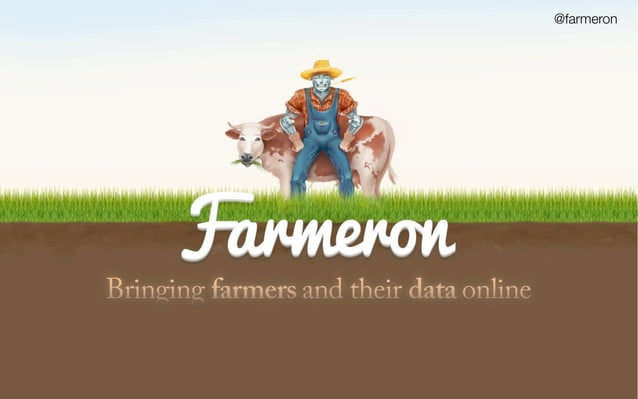 @farmeron
Farmeron
Bringing farmers and their data online